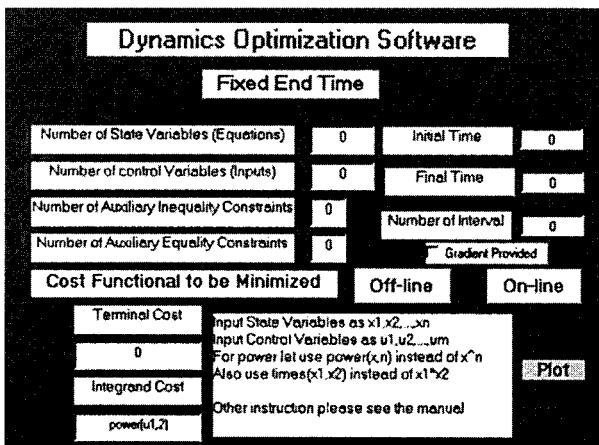 Dynamics Optimization Software
Fixed End Time
Number of State Variables (Equations) 0 Initial Time 0
Number of control Variables (Inputs) 0 Final Time 0
Number of Auxiliary Inequality Constraints 0 Number of Interval 0
Number of Auxiliary Equality Constraints 0 Gradient Provided
Cost Functional to be Minimized Off-line On-line
Terminal Cost
0
Integrand Cost
power(u1,2)
Input State Variables as x1,x2,...,xn
Input Control Variables as u1,u2,...,um
For power let use power(x,n) instead of x^n
Also use times(x1,x2) instead of x1*x2
Other instruction please see the manual
Plot